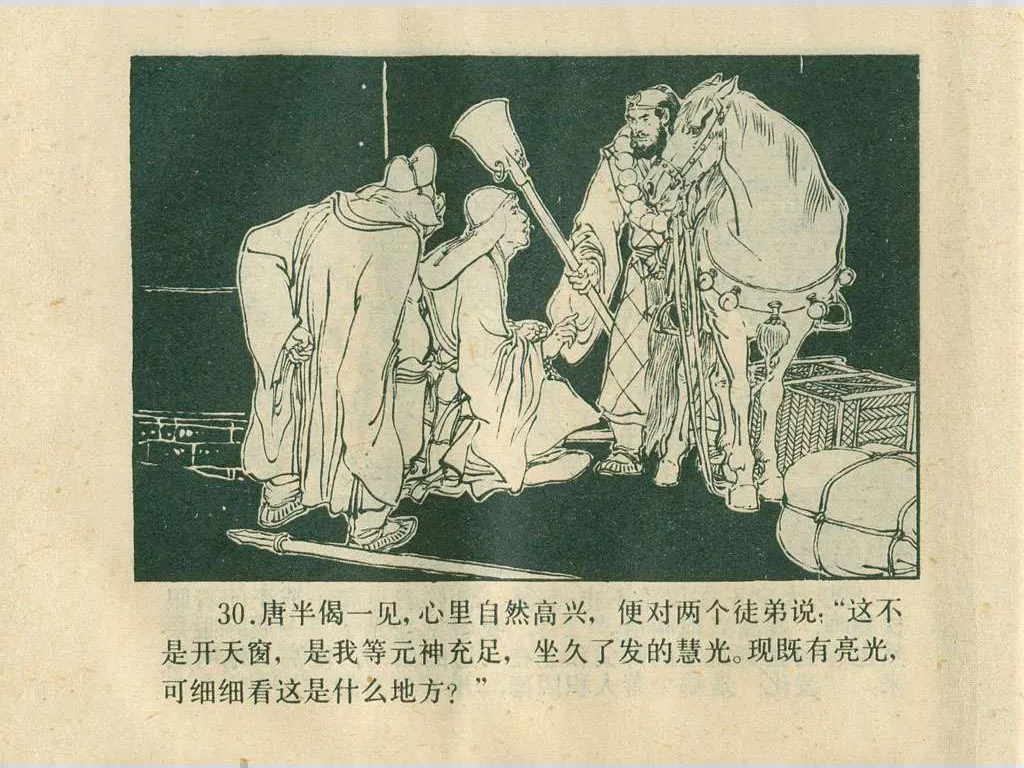 30.唐半偈一见,心里自然高兴, 便对两个徒弟说:“这不
是开天窗, 是我等元神充足, 坐久了发的慧光。现既有亮光,
可细细看这是什么地方?”